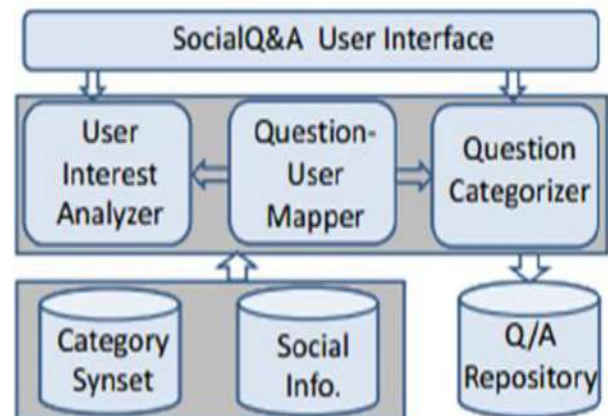 SocialQ&A User Interface
User
Interest
Analyzer
Question-
User
Mapper
Question
Categorizer
Category
Synset
Social
Info.
Q/A
Repository